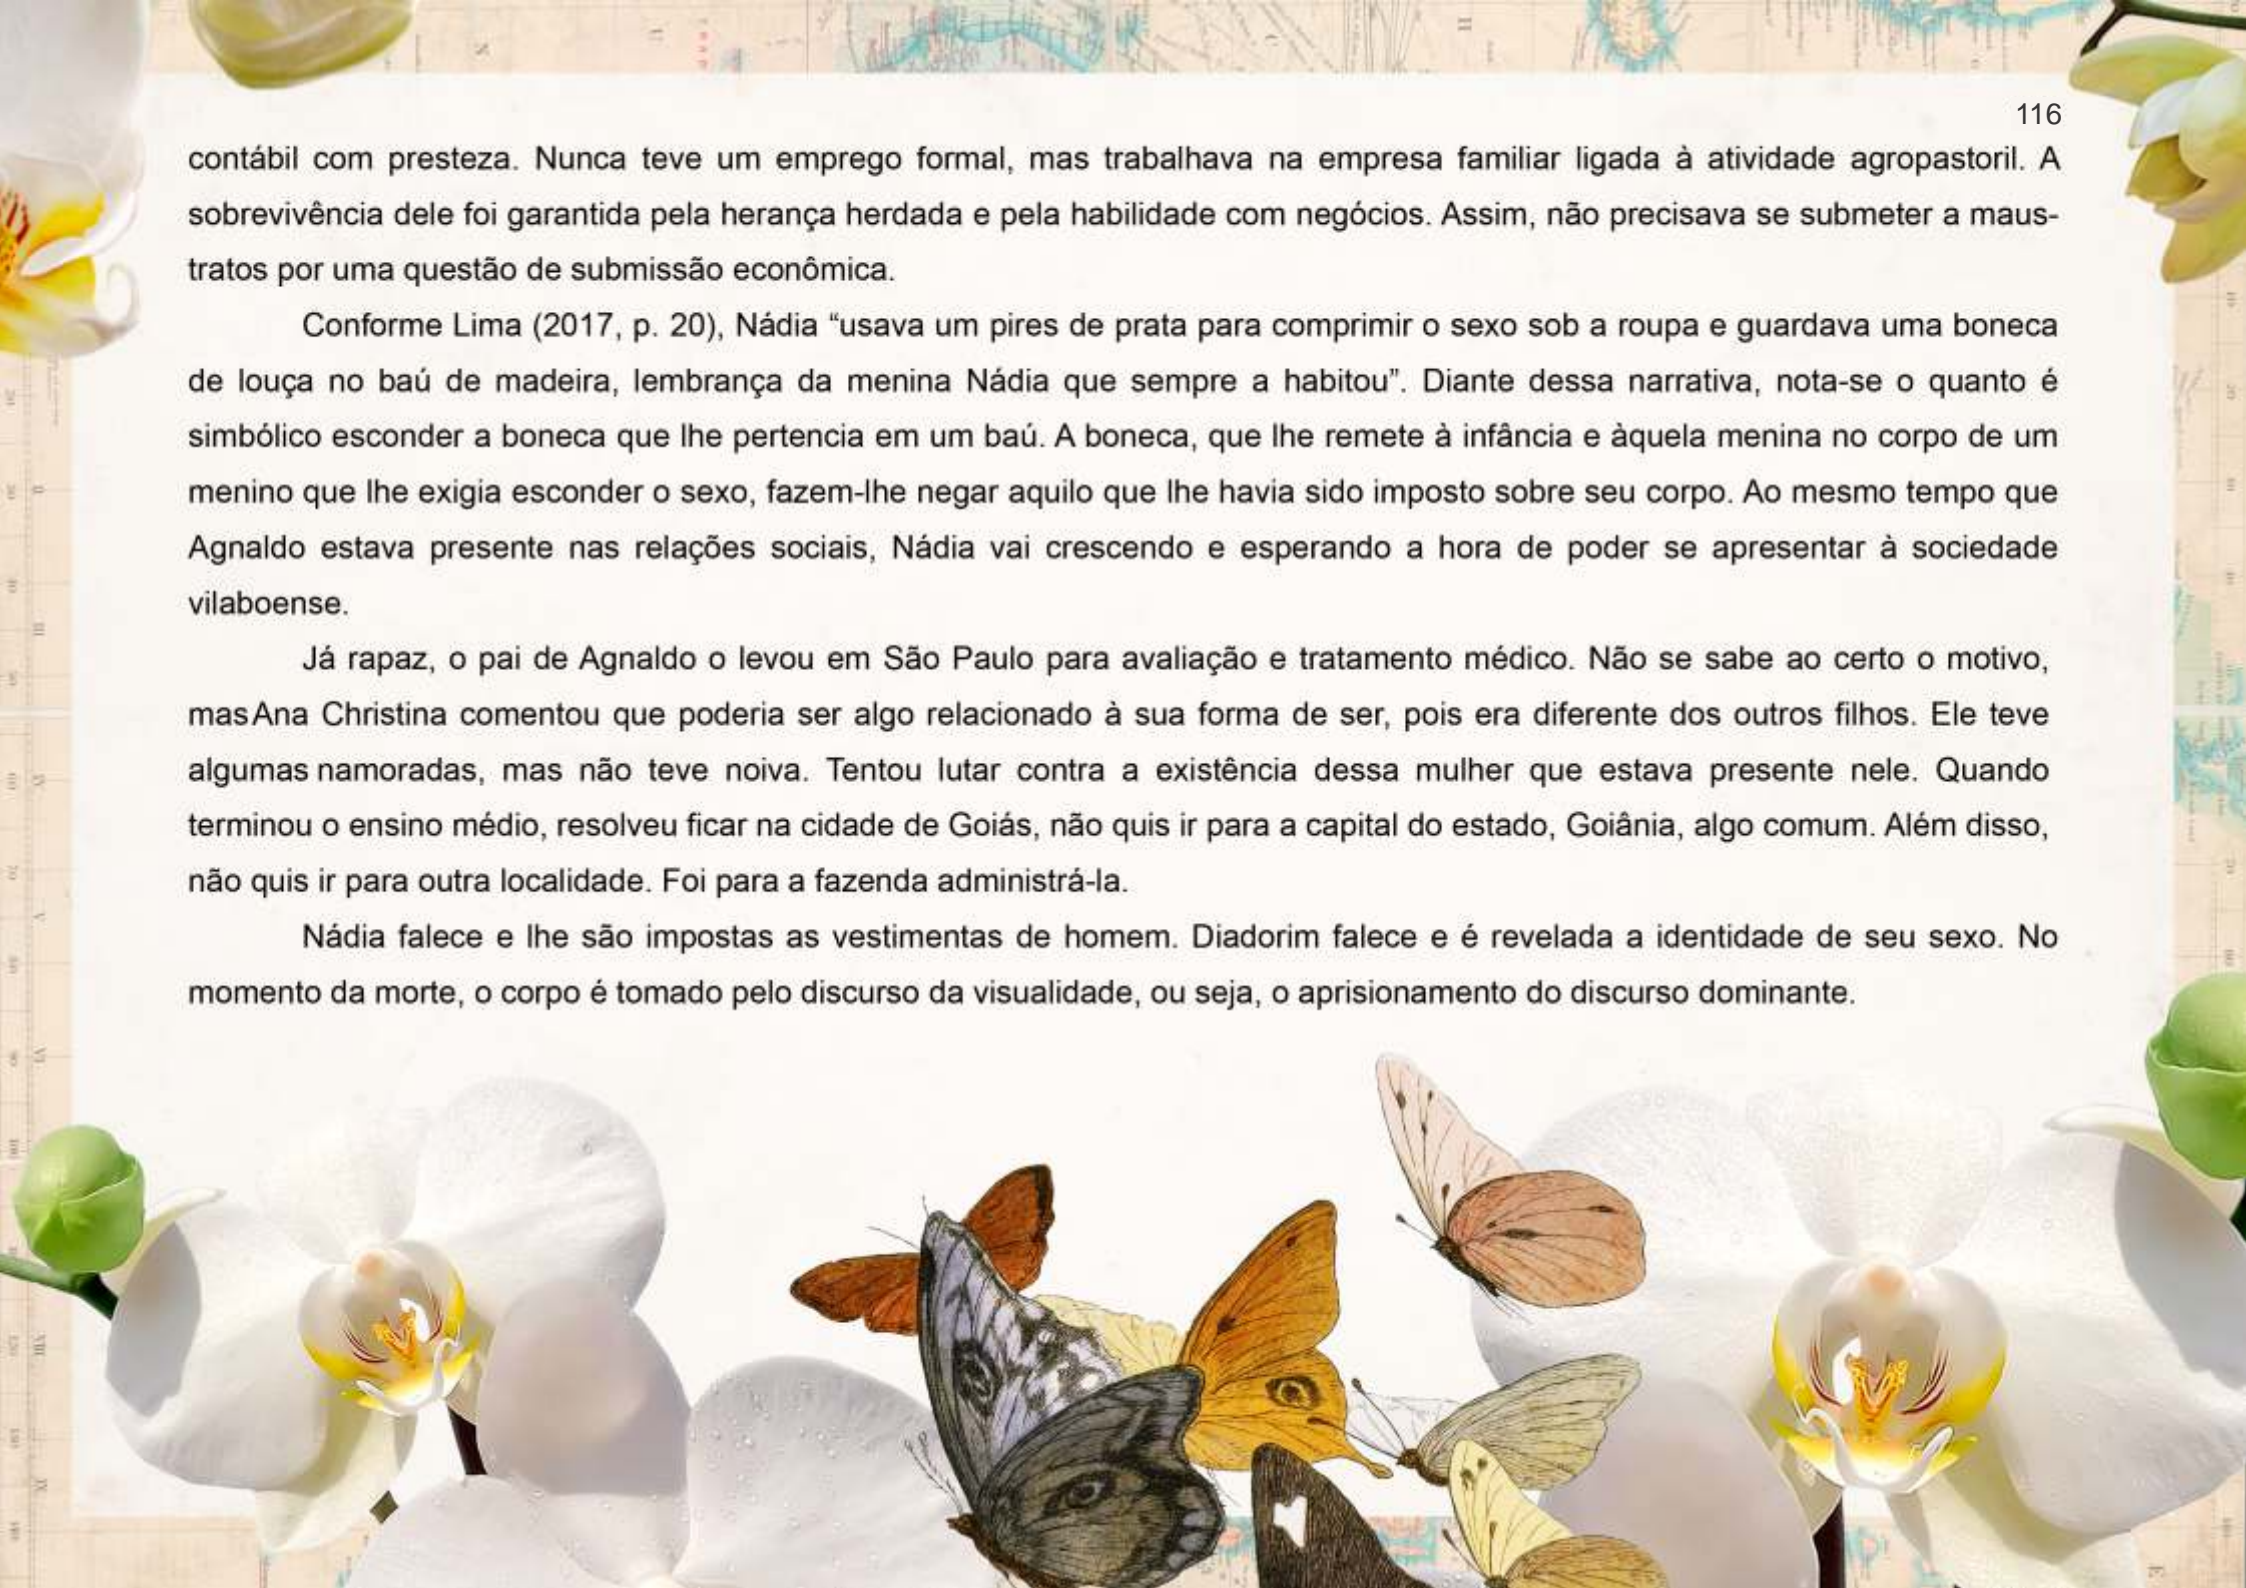 116
contábil com presteza. Nunca teve um emprego formal, mas trabalhava na empresa familiar ligada à atividade agropastoril. A
sobrevivência dele foi garantida pela herança herdada e pela habilidade com negócios. Assim, não precisava se submeter a maus-
tratos por uma questão de submissão econômica.
Conforme Lima (2017, p. 20), Nádia “usava um pires de prata para comprimir o sexo sob a roupa e guardava uma boneca
de louça no baú de madeira, lembrança da menina Nádia que sempre a habitou”. Diante dessa narrativa, nota-se o quanto é
simbólico esconder a boneca que lhe pertencia em um baú. A boneca, que lhe remete à infância e àquela menina no corpo de um
menino que lhe exigia esconder o sexo, fazem-lhe negar aquilo que lhe havia sido imposto sobre seu corpo. Ao mesmo tempo que
Agnaldo estava presente nas relações sociais, Nádia vai crescendo e esperando a hora de poder se apresentar à sociedade
vilaboense.
Já rapaz, o pai de Agnaldo o levou em São Paulo para avaliação e tratamento médico. Não se sabe ao certo o motivo,
mas Ana Christina comentou que poderia ser algo relacionado à sua forma de ser, pois era diferente dos outros filhos. Ele teve
algumas namoradas, mas não teve noiva. Tentou lutar contra a existência dessa mulher que estava presente nele. Quando
terminou o ensino médio, resolveu ficar na cidade de Goiás, não quis ir para a capital do estado, Goiânia, algo comum. Além disso,
não quis ir para outra localidade. Foi para a fazenda administrá-la.
Nádia falece e lhe são impostas as vestimentas de homem. Diadorim falece e é revelada a identidade de seu sexo. No
momento da morte, o corpo é tomado pelo discurso da visualidade, ou seja, o aprisionamento do discurso dominante.